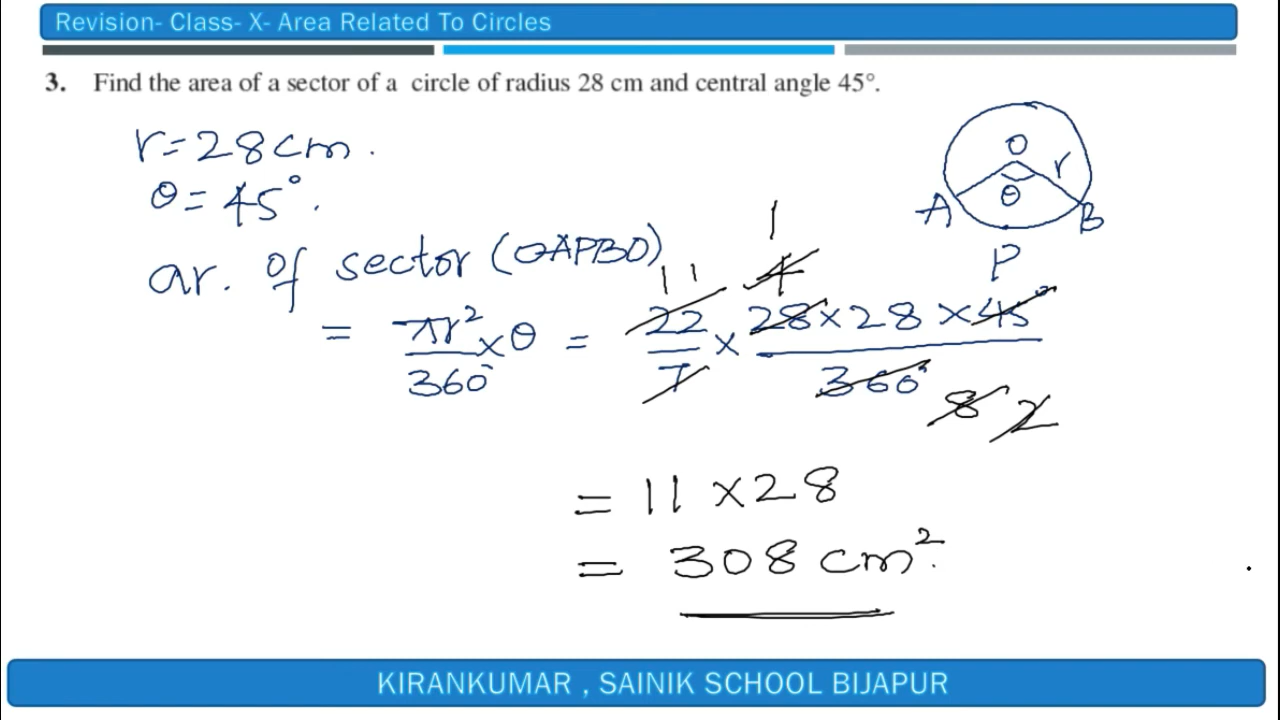 Revision- Class- X- Area Related To Circles
3. Find the area of a sector of a circle of radius 28 cm and central angle 45°.
r=28cm.
θ=45°.
O
r
θ
A
B
P
ar. of sector (OAPBO)
11 1 4
= πr²/360° × θ = 22/7 × 28×28×45°/360°
8 2
= 11×28
= 308 cm².
KIRANKUMAR , SAINIK SCHOOL BIJAPUR